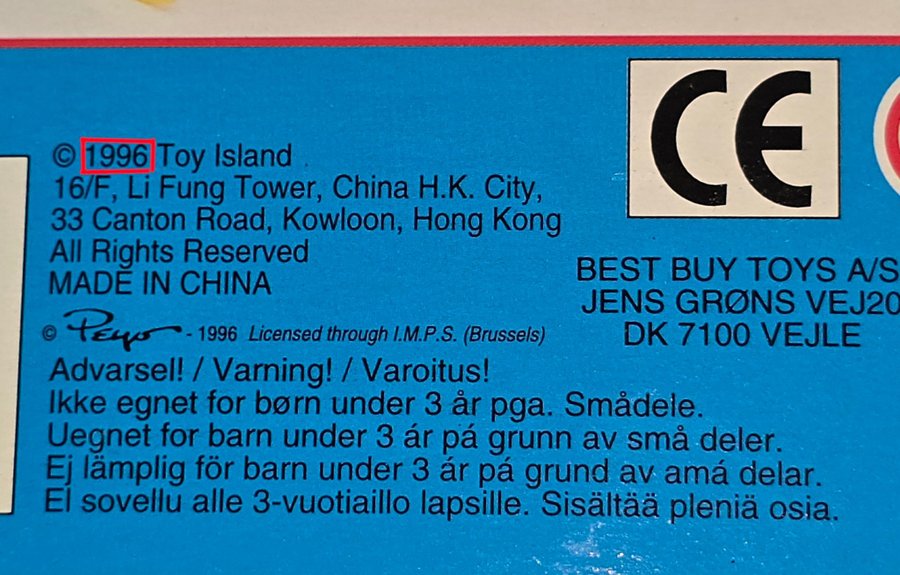 © 1996 Toy Island
16/F, Li Fung Tower, China H.K. City,
33 Canton Road, Kowloon, Hong Kong
All Rights Reserved
MADE IN CHINA
© Peyo - 1996 Licensed through I.M.P.S. (Brussels)
Advarsel! / Varning! / Varoitus!
Ikke egnet for børn under 3 år pga. Smådele.
Uegnet for barn under 3 ár pá grunn av små deler.
Ej lämplig för barn under 3 ár pá grund av amá delar.
El sovellu alle 3-vuotiaillo lapsille. Sisältää pleniä osia.
CE
BEST BUY TOYS A/S
JENS GRØNS VEJ20
DK 7100 VEJLE